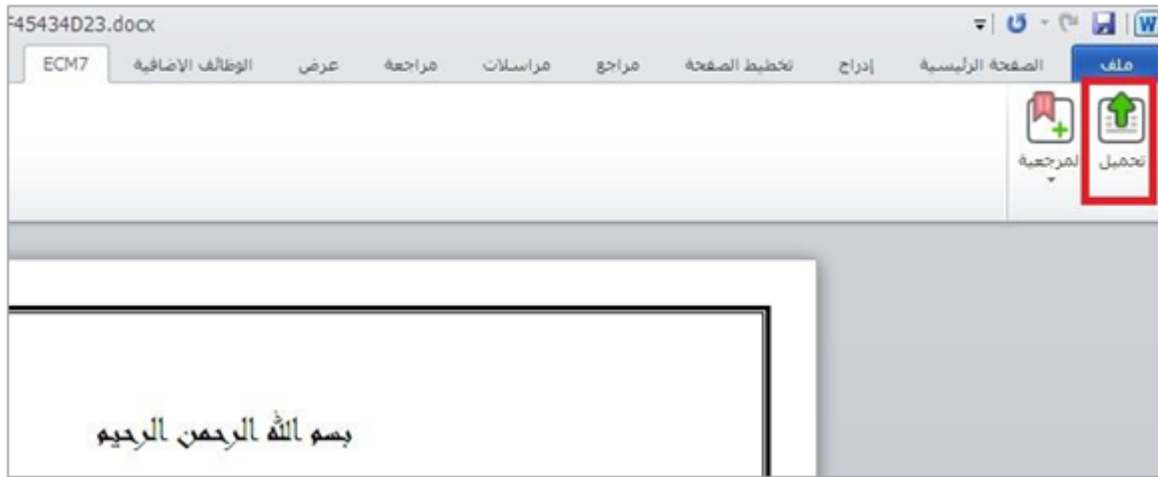 45434D23.docx
ملف الصفحة الرئيسية إدراج تخطيط الصفحة مراجع مراسلات مراجعة عرض الوظائف الإضافية ECM7
تحميل المرجعية
بسم الله الرحمن الرحيم